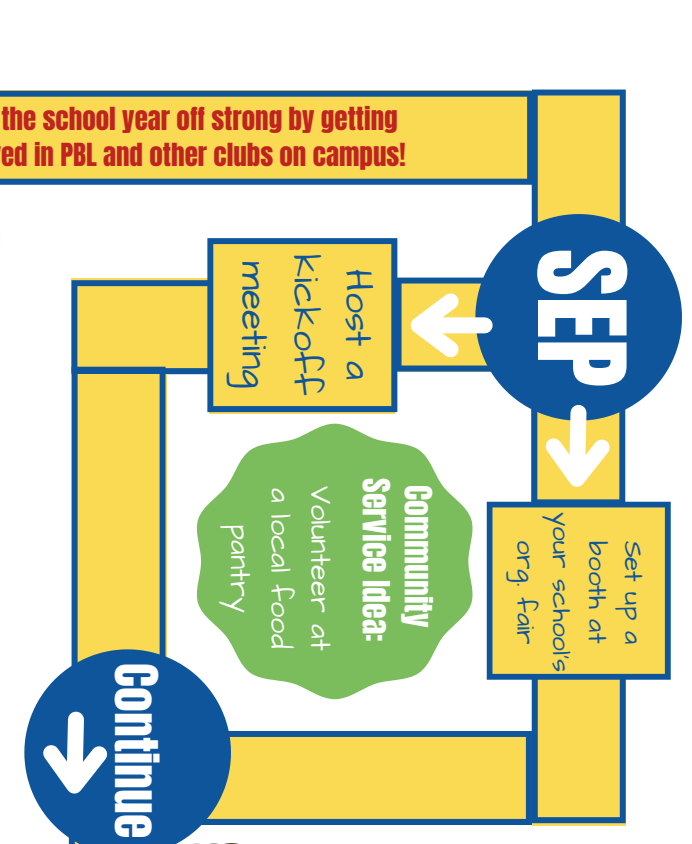 the school year off strong by getting
in PBL and other clubs on campus!
SEP
Host a
kickoff
meeting
Set up a
booth at
your school's
org. fair
Community
Service Idea:
Volunteer at
a local food
pantry
Continue